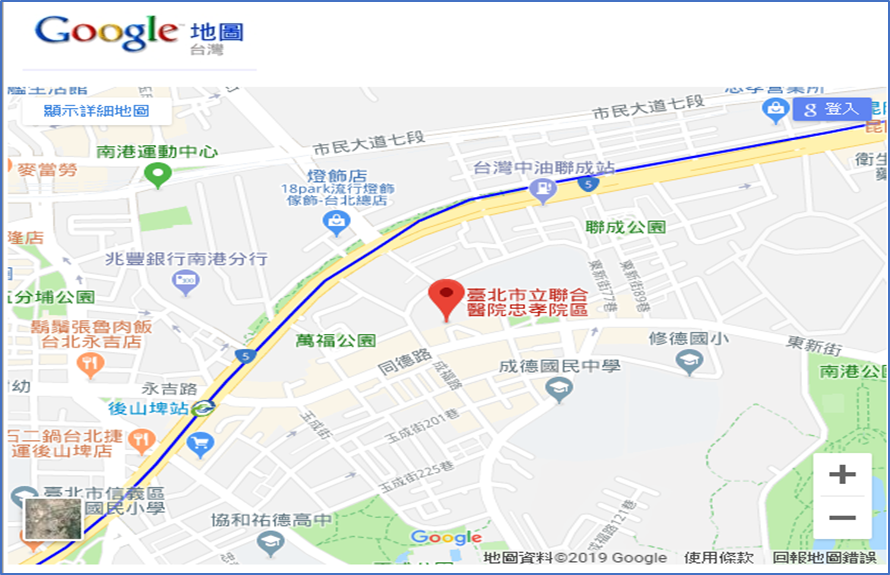 Google 地圖
台灣
顯示詳細地圖
市民大道七段
登入
南港運動中心
市民大道七段
麥當勞
燈飾店
18park流行燈飾
傢飾-台北總店
台灣中油聯成站
5
聯成公園
隆店
兆豐銀行南港分行
東新街77巷
東新街89巷
五分埔公園
臺北市立聯合
醫院忠孝院區
鬍鬚張魯肉飯
台北永吉店
萬福公園
修德國小
東新街
5
同德路
成德國民中學
南港公
幼
永吉路
成福路
後山埤站
玉成街
玉成街201巷
石二鍋台北捷
運後山埤店
玉成街225巷
臺北市信義區
國民小學
協和祐德高中
成福路121巷
Google
地圖資料©2019 Google
使用條款
回報地圖錯誤